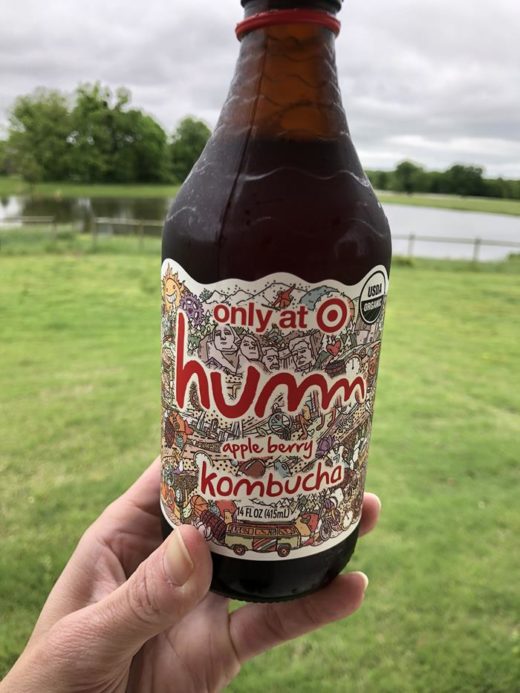 only at
USDA
ORGANIC
humm
apple berry
kombucha
14 FL OZ (415mL)